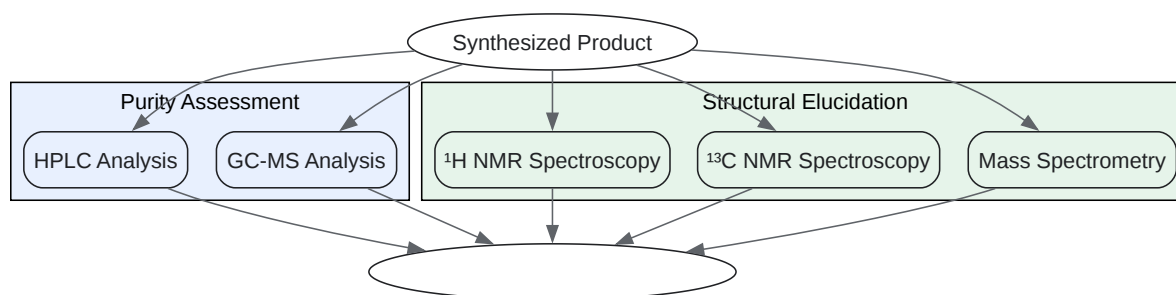 Synthesized Product
Purity Assessment
Structural Elucidation
HPLC Analysis
GC-MS Analysis
¹H NMR Spectroscopy
¹³C NMR Spectroscopy
Mass Spectrometry